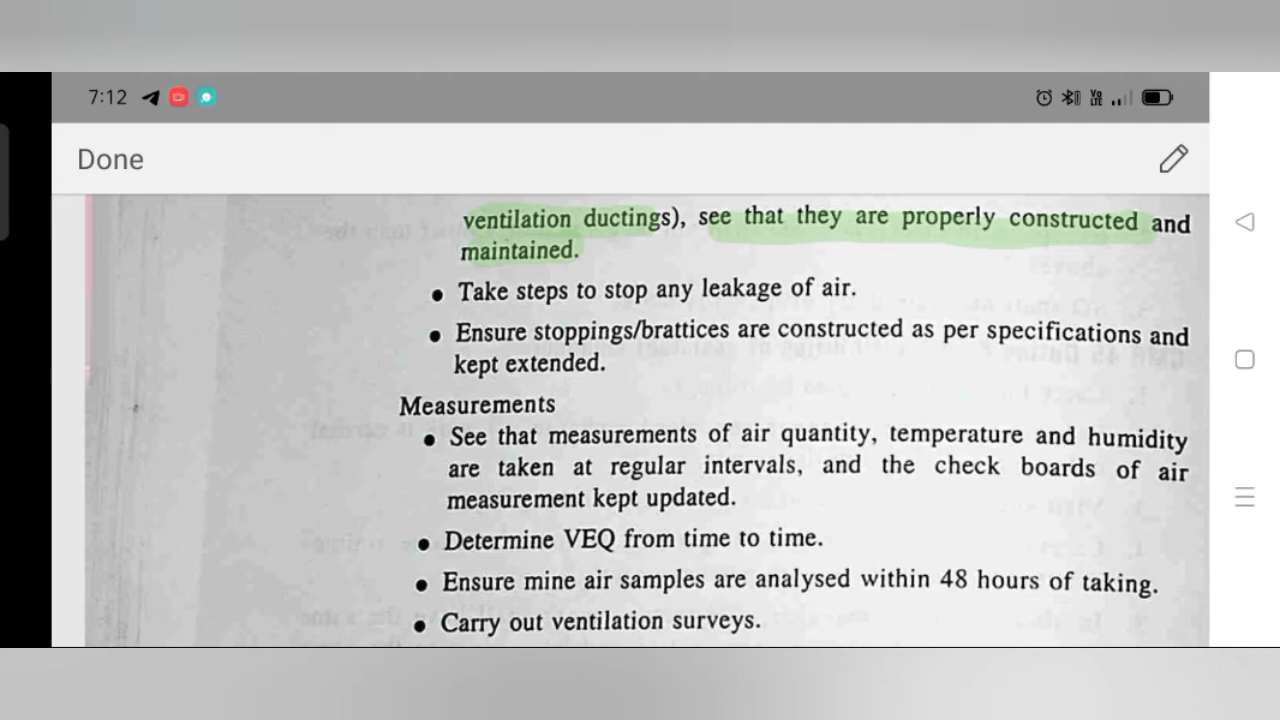 7:12
Done
ventilation ductings), see that they are properly constructed and
maintained.
• Take steps to stop any leakage of air.
• Ensure stoppings/brattices are constructed as per specifications and
kept extended.
Measurements
• See that measurements of air quantity, temperature and humidity
are taken at regular intervals, and the check boards of air
measurement kept updated.
• Determine VEQ from time to time.
• Ensure mine air samples are analysed within 48 hours of taking.
• Carry out ventilation surveys.